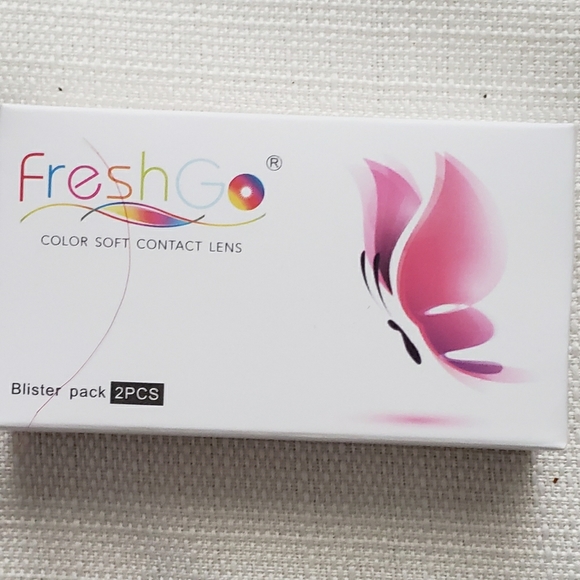 FreshGo®
COLOR SOFT CONTACT LENS
Blister pack 2PCS